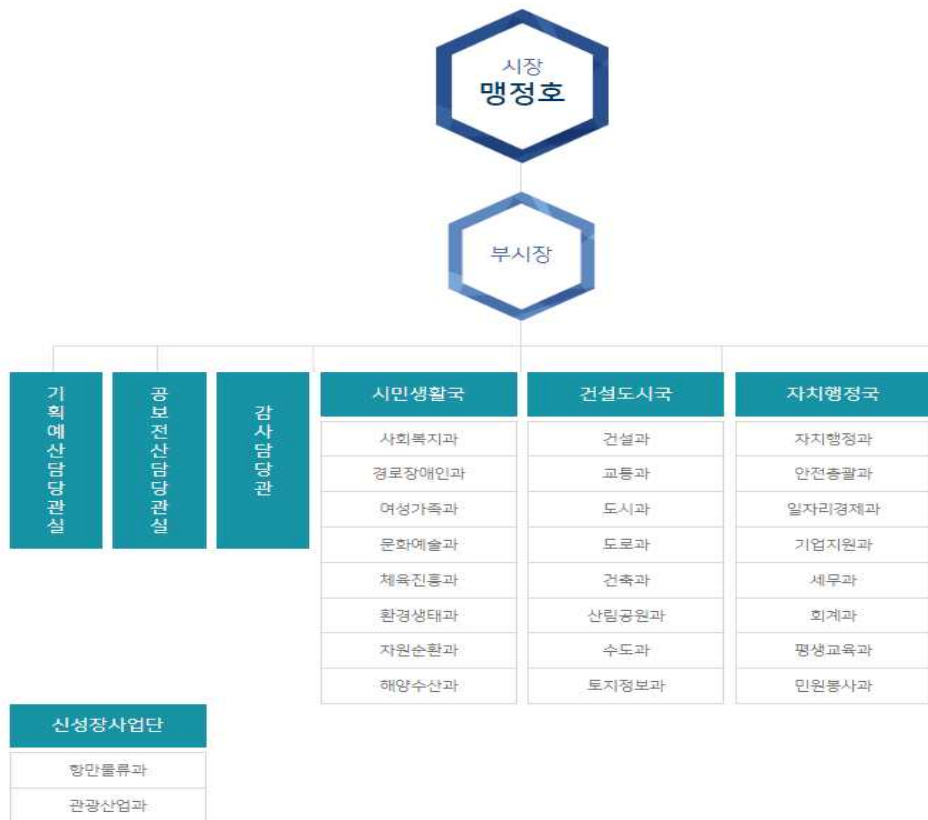 시장
맹정호
부시장
기획예산담당관실
공보전산담당관실
감사담당관
시민생활국
사회복지과
경로장애인과
여성가족과
문화예술과
체육진흥과
환경생태과
자원순환과
해양수산과
건설도시국
건설과
교통과
도시과
도로과
건축과
산림공원과
수도과
토지정보과
자치행정국
자치행정과
안전총괄과
일자리경제과
기업지원과
세무과
회계과
평생교육과
민원봉사과
신성장사업단
항만물류과
관광산업과